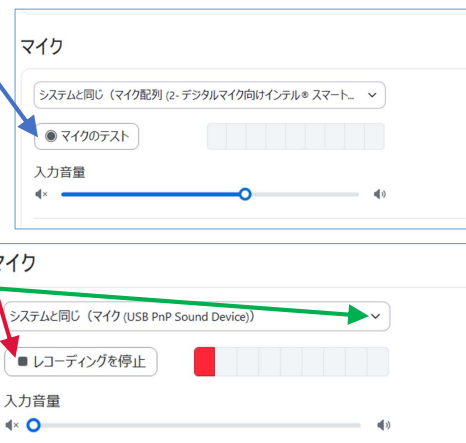 マイク
システムと同じ（マイク配列 (2- デジタルマイク向けインテル® スマート...
マイクのテスト
入力音量
マイク
システムと同じ（マイク (USB PnP Sound Device)）
レコーディングを停止
入力音量